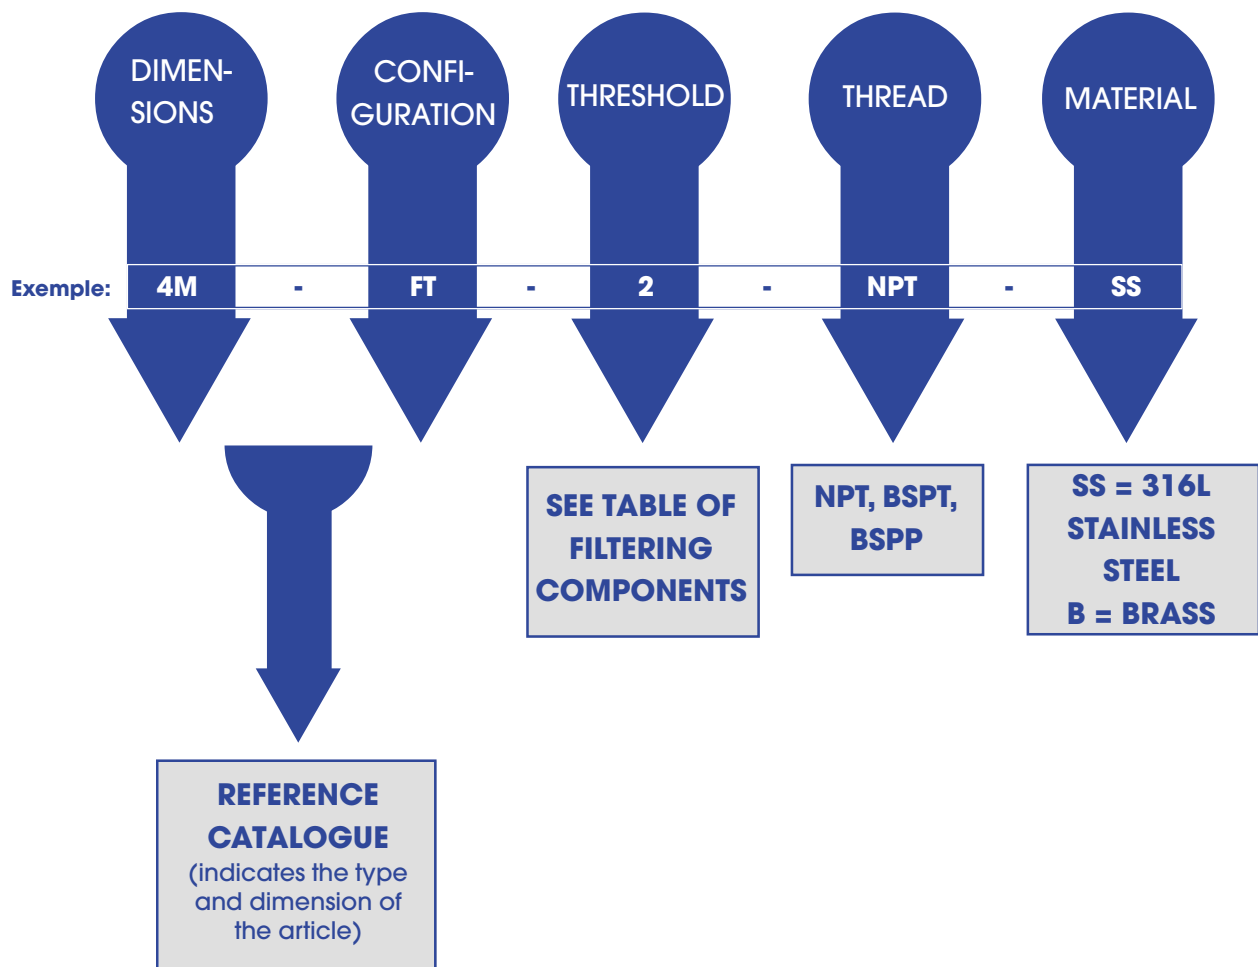 DIMEN-
SIONS
CONFI-
GURATION
THRESHOLD
THREAD
MATERIAL
Exemple: 4M - FT - 2 - NPT - SS
SEE TABLE OF
FILTERING
COMPONENTS
NPT, BSPT,
BSPP
SS = 316L
STAINLESS
STEEL
B = BRASS
REFERENCE
CATALOGUE
(indicates the type
and dimension of
the article)